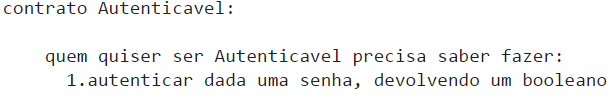 contrato Autenticavel:
quem quiser ser Autenticavel precisa saber fazer:
1.autenticar dada uma senha, devolvendo um booleano